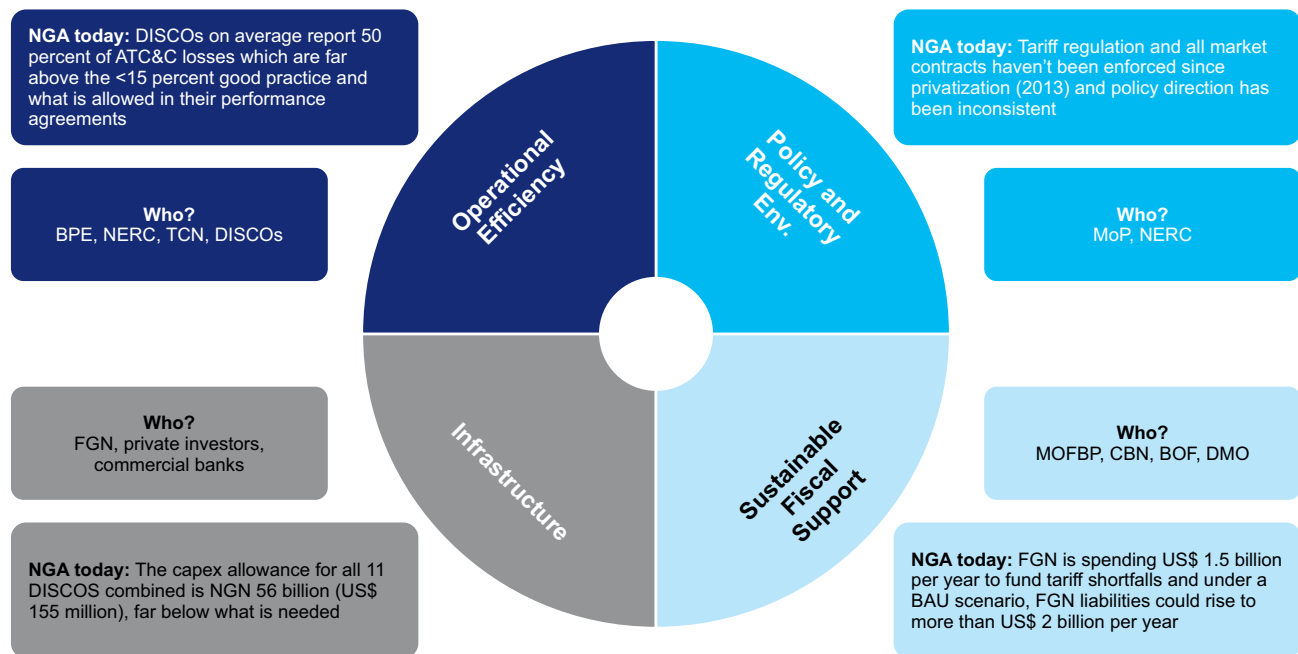 NGA today: DISCOs on average report 50
percent of ATC&C losses which are far
above the <15 percent good practice and
what is allowed in their performance
agreements
Who?
BPE, NERC, TCN, DISCOs
Operational
Efficiency
Policy and
Regulatory
Env.
NGA today: Tariff regulation and all market
contracts haven't been enforced since
privatization (2013) and policy direction has
been inconsistent
Who?
MoP, NERC
Who?
FGN, private investors,
commercial banks
NGA today: The capex allowance for all 11
DISCOS combined is NGN 56 billion (US$
155 million), far below what is needed
Infrastructure
Sustainable
Fiscal
Support
Who?
MOFBP, CBN, BOF, DMO
NGA today: FGN is spending US$ 1.5 billion
per year to fund tariff shortfalls and under a
BAU scenario, FGN liabilities could rise to
more than US$ 2 billion per year